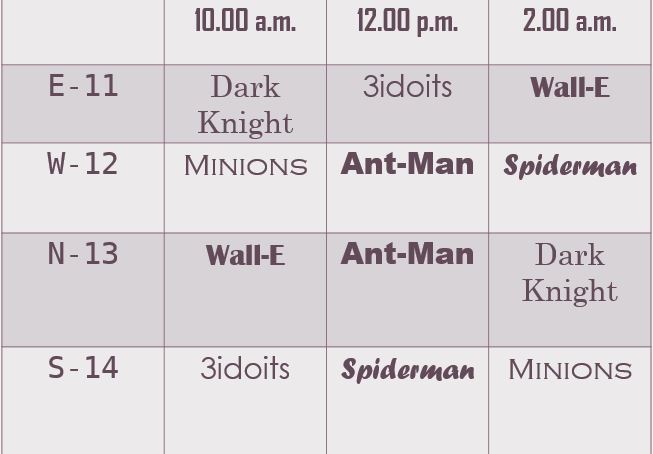 10.00 a.m. 12.00 p.m. 2.00 a.m.
E-11 Dark Knight 3idoits Wall-E
W-12 Minions Ant-Man Spiderman
N-13 Wall-E Ant-Man Dark Knight
S-14 3idoits Spiderman Minions